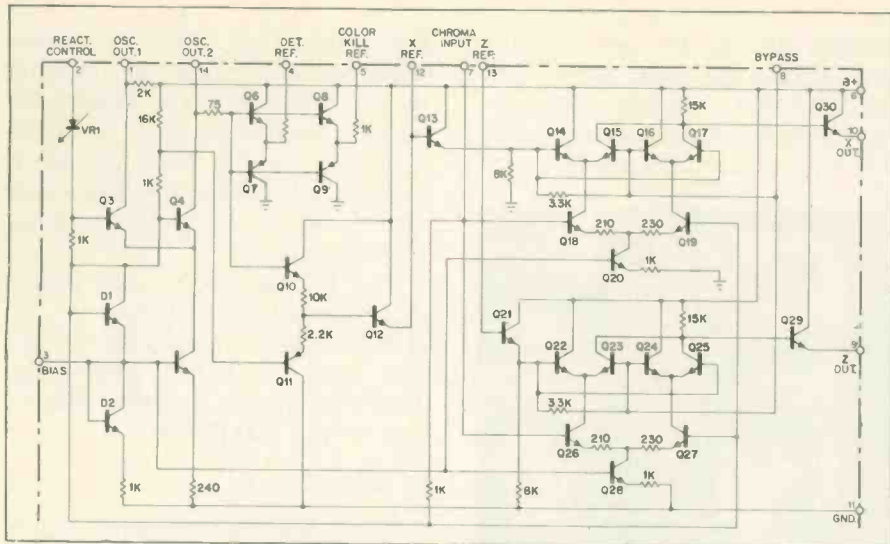 REACT. CONTROL
2
OSC. OUT.1
1
OSC. OUT.2
14
DET. REF.
4
COLOR KILL REF.
5
X REF.
12
CHROMA INPUT
7
Z REF.
13
BYPASS
8
B+
6
2K
75
Q6
Q8
1K
Q13
15K
Q30
10
X OUT.
VR1
16K
Q14
Q15
Q16
Q17
Q7
Q9
8K
1K
3.3K
Q3
Q4
Q18
210
230
Q19
1K
Q20
1K
Q10
10K
D1
Q12
Q21
15K
Q29
2.2K
Q22
Q23
Q24
Q25
9
Z OUT.
3
BIAS
Q11
3.3K
D2
Q26
210
230
Q27
1K
240
1K
8K
Q28
1K
11
GND.